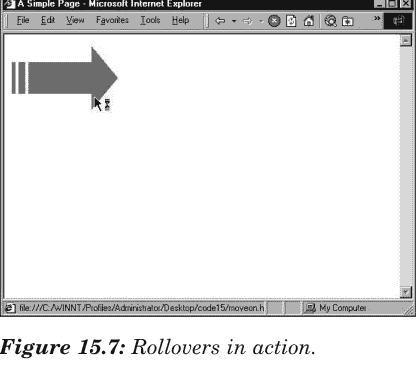 A Simple Page - Microsoft Internet Explorer
File Edit View Favorites Tools Help »
file:///C:/WINNT/Profiles/Administrator/Desktop/code15/moveon.h My Computer
Figure 15.7: Rollovers in action.